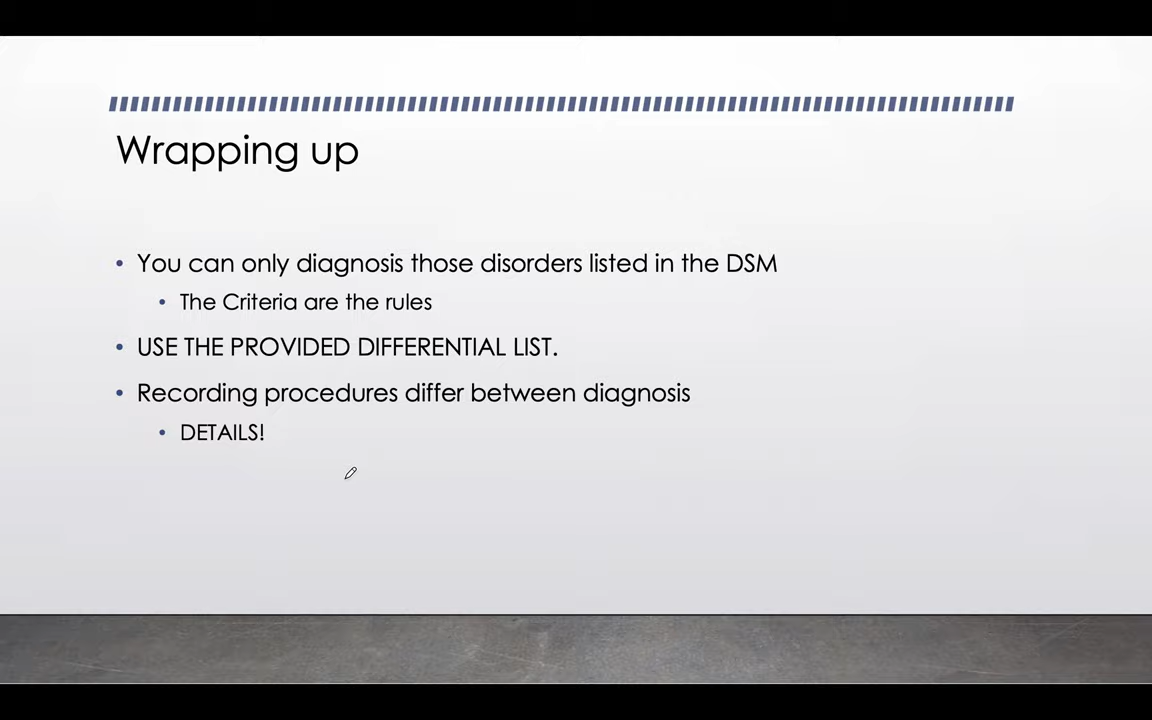 Wrapping up
• You can only diagnosis those disorders listed in the DSM
• The Criteria are the rules
• USE THE PROVIDED DIFFERENTIAL LIST.
• Recording procedures differ between diagnosis
• DETAILS!